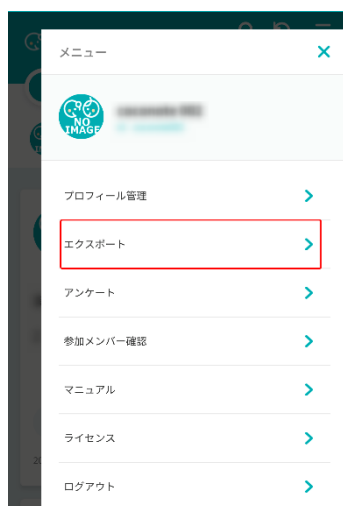 メニュー
NO
IMAGE
プロフィール管理
エクスポート
アンケート
参加メンバー確認
マニュアル
ライセンス
ログアウト